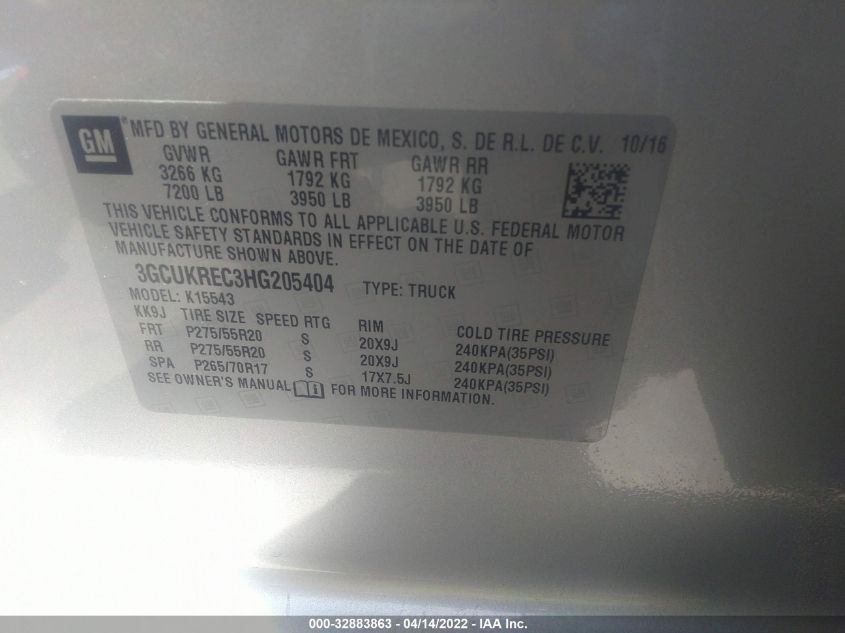 GM
® MFD BY GENERAL MOTORS DE MEXICO, S. DE R.L. DE C.V. 10/16
GVWR GAWR FRT GAWR RR
3266 KG 1792 KG 1792 KG
7200 LB 3950 LB 3950 LB
THIS VEHICLE CONFORMS TO ALL APPLICABLE U.S. FEDERAL MOTOR
VEHICLE SAFETY STANDARDS IN EFFECT ON THE DATE OF
MANUFACTURE SHOWN ABOVE.
3GCUKREC3HG205404 TYPE: TRUCK
MODEL: K15543
KK9J TIRE SIZE SPEED RTG RIM COLD TIRE PRESSURE
FRT P275/55R20 S 20X9J 240KPA(35PSI)
RR P275/55R20 S 20X9J 240KPA(35PSI)
SPA P265/70R17 S 17X7.5J 240KPA(35PSI)
SEE OWNER'S MANUAL FOR MORE INFORMATION.
000-32883863 - 04/14/2022 - IAA Inc.